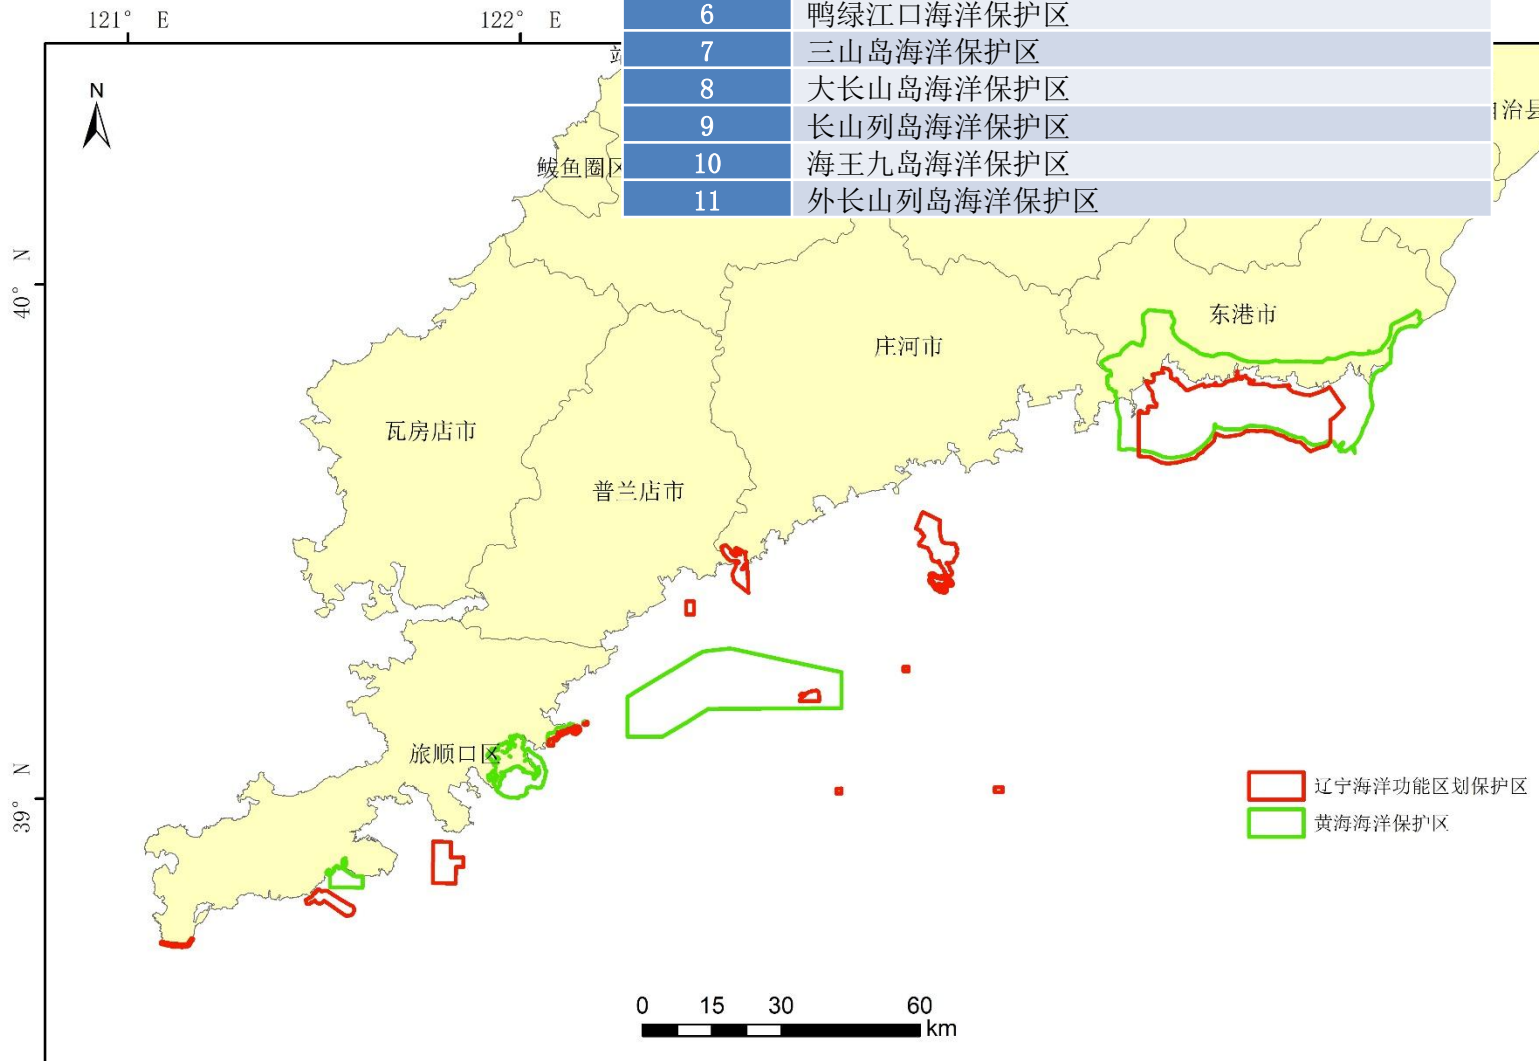 121° E
122° E
6 鸭绿江口海洋保护区
7 三山岛海洋保护区
8 大长山岛海洋保护区
9 长山列岛海洋保护区
10 海王九岛海洋保护区
11 外长山列岛海洋保护区
N
自治县
鲅鱼圈区
40° N
东港市
庄河市
瓦房店市
普兰店市
旅顺口区
39° N
辽宁海洋功能区划保护区
黄海海洋保护区
0 15 30 60
km